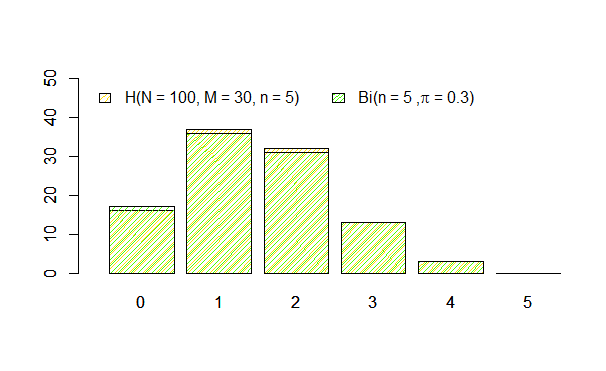 50
H(N = 100, M = 30, n = 5)
Bi(n = 5 ,π = 0.3)
40
30
20
10
0
0 1 2 3 4 5